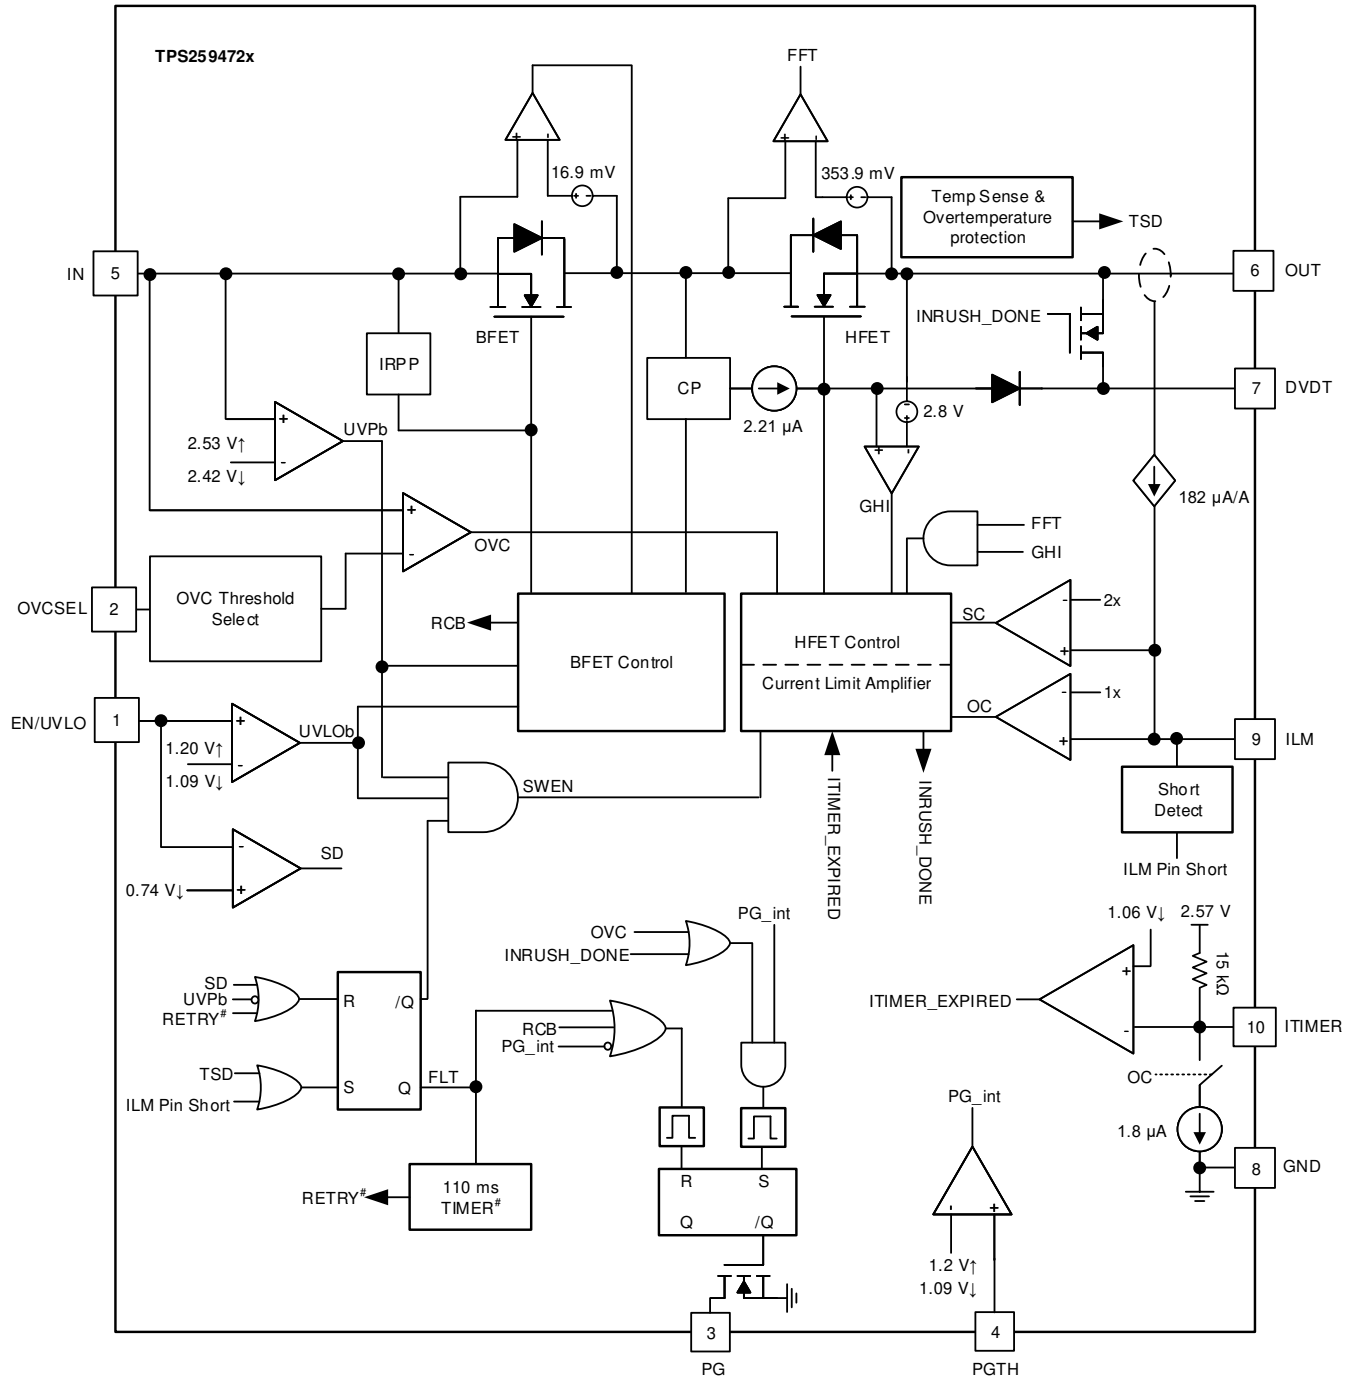 TPS259472x
FFT
+
-
+
-
16.9 mV
+ -
353.9 mV
+ -
Temp Sense &
Overtemperature
protection
TSD
IN
5
6
OUT
BFET
HFET
INRUSH_DONE
IRPP
CP
2.21 µA
2.8 V
7
DVDT
+
-
UVPb
2.53 V↑
2.42 V↓
+
-
GHI
182 µA/A
+
-
OVC
FFT
GHI
OVCSEL
2
OVC Threshold
Select
RCB
BFET Control
HFET Control
Current Limit Amplifier
SC
-
2x
+
OC
-
1x
+
EN/UVLO
1
+
-
UVLOb
1.20 V↑
1.09 V↓
9
ILM
SWEN
ITIMER_EXPIRED
INRUSH_DONE
Short
Detect
ILM Pin Short
-
+
SD
0.74 V↓
PG_int
OVC
INRUSH_DONE
1.06 V↓
2.57 V
15 kΩ
+
-
ITIMER_EXPIRED
10
ITIMER
SD
UVPb
RETRY#
R
/Q
RCB
PG_int
TSD
ILM Pin Short
S
Q
FLT
OC
PG_int
1.8 µA
8
GND
RETRY#
110 ms
TIMER#
R
S
Q
/Q
-
+
1.2 V↑
1.09 V↓
3
PG
4
PGTH